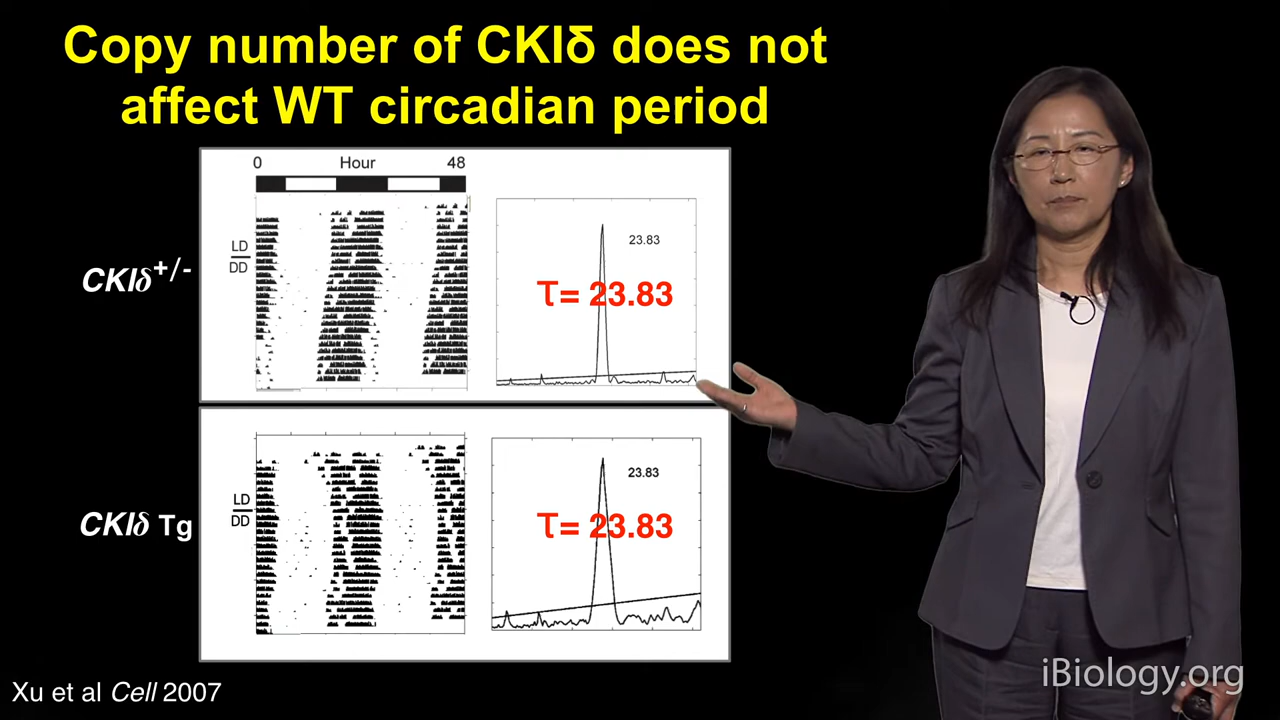 Copy number of CKIδ does not
affect WT circadian period
0 Hour 48
LD
DD
CKIδ+/-
23.83
τ= 23.83
LD
DD
CKIδ Tg
23.83
τ= 23.83
Xu et al Cell 2007
iBiology.org